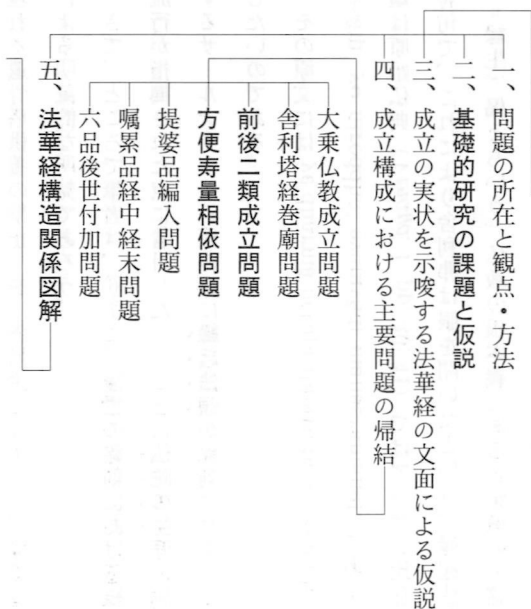 一、問題の所在と観点・方法
二、基礎的研究の課題と仮説
三、成立の実状を示唆する法華経の文面による仮説
四、成立構成における主要問題の帰結
大乗仏教成立問題
舎利塔経巻廟問題
前後二類成立問題
方便寿量相依問題
提婆品編入問題
嘱累品経中経末問題
六品後世付加問題
五、法華経構造関係図解